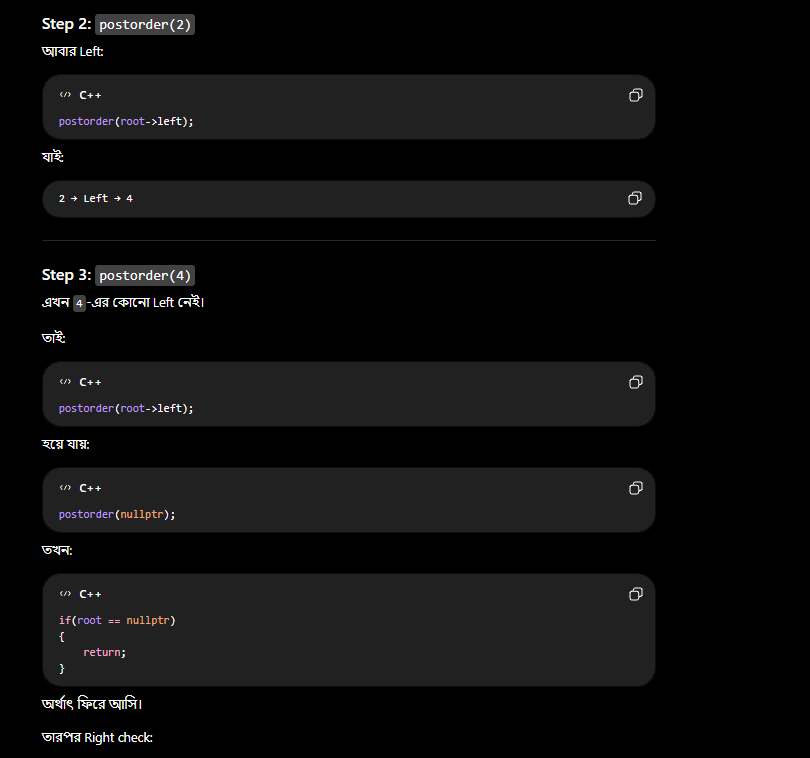 Step 2: postorder(2)
আবার Left:
C++
postorder(root->left);
যাই:
2 → Left → 4
Step 3: postorder(4)
এখন 4-এর কোনো Left নেই।
তাই:
C++
postorder(root->left);
হয়ে যায়:
C++
postorder(nullptr);
তখন:
C++
if(root == nullptr)
{
    return;
}
অর্থাৎ ফিরে আসি।
তারপর Right check: